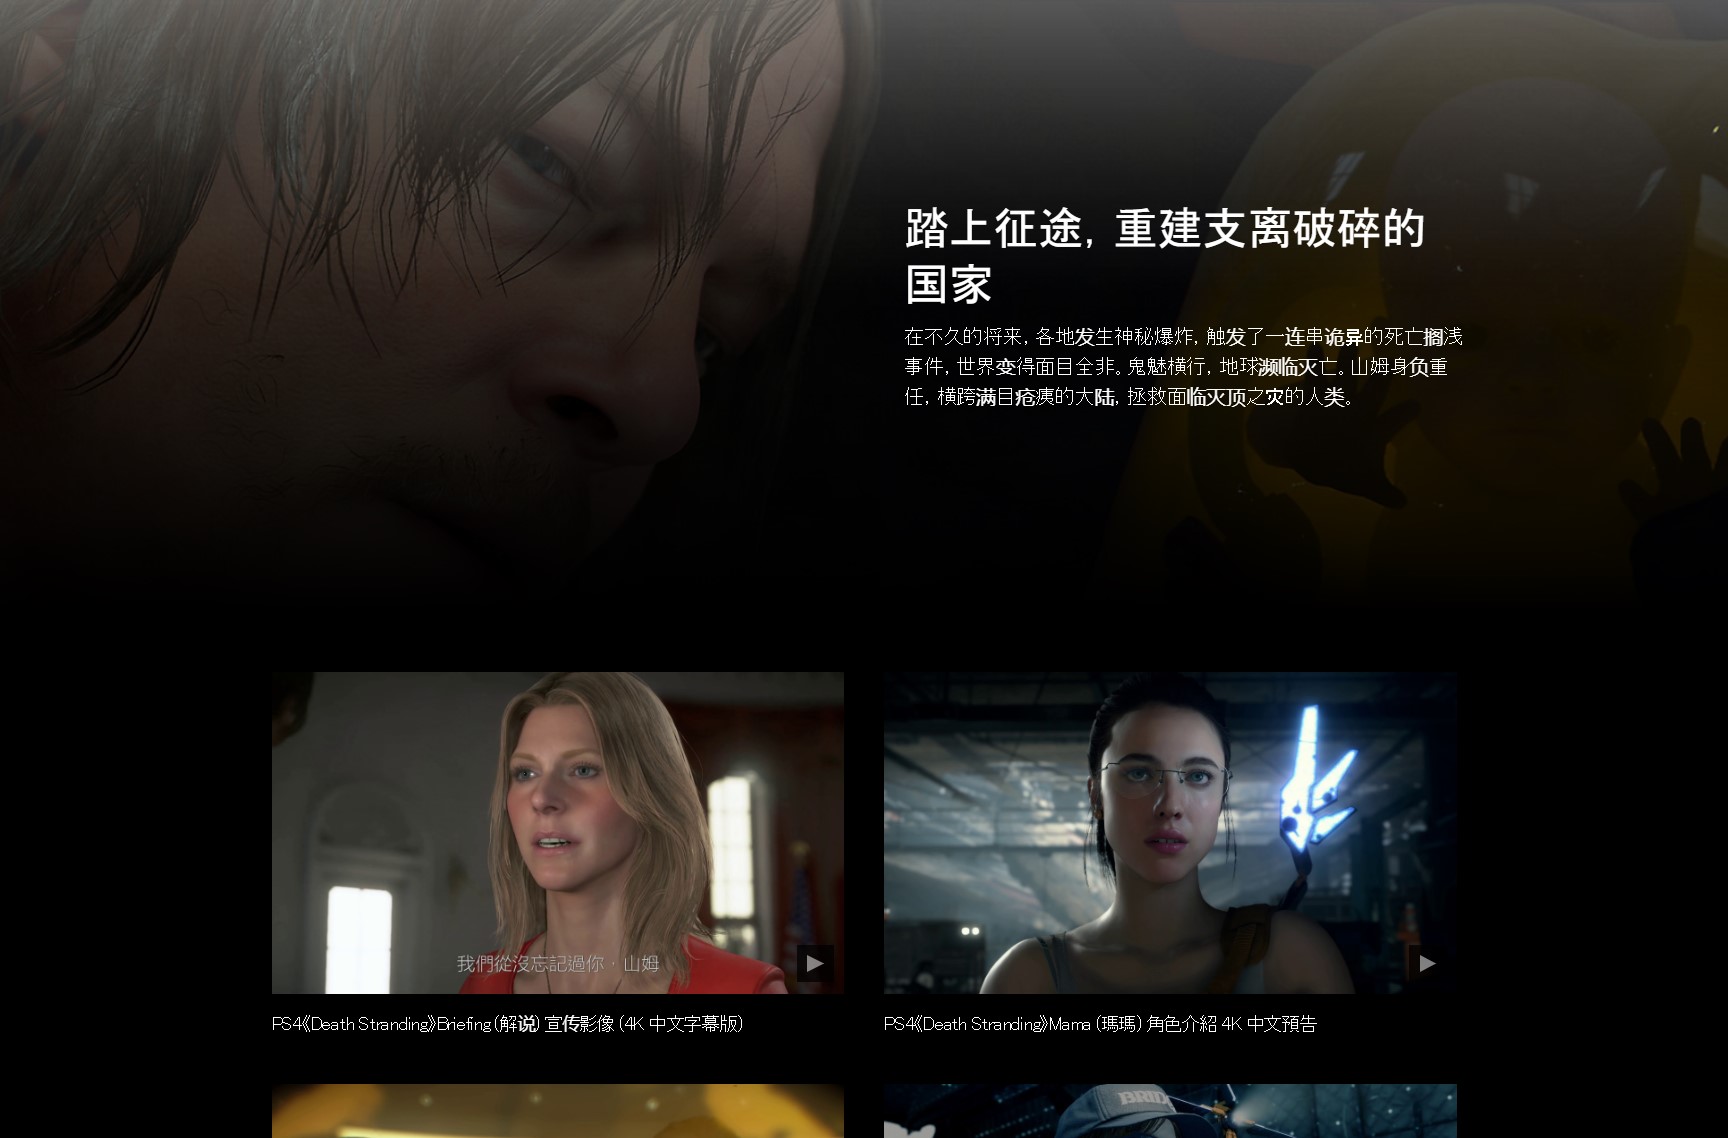 踏上征途, 重建支离破碎的
国家
在不久的将来, 各地发生神秘爆炸, 触发了一连串诡异的死亡搁浅
事件, 世界变得面目全非。鬼魅横行, 地球濒临灭亡。山姆身负重
任, 横跨满目疮痍的大陆, 拯救面临灭顶之灾的人类。
我們從沒忘記過你，山姆
PS4《Death Stranding》Briefing (解说) 宣传影像 (4K 中文字幕版)
PS4《Death Stranding》Mama (瑪瑪) 角色介紹 4K 中文預告